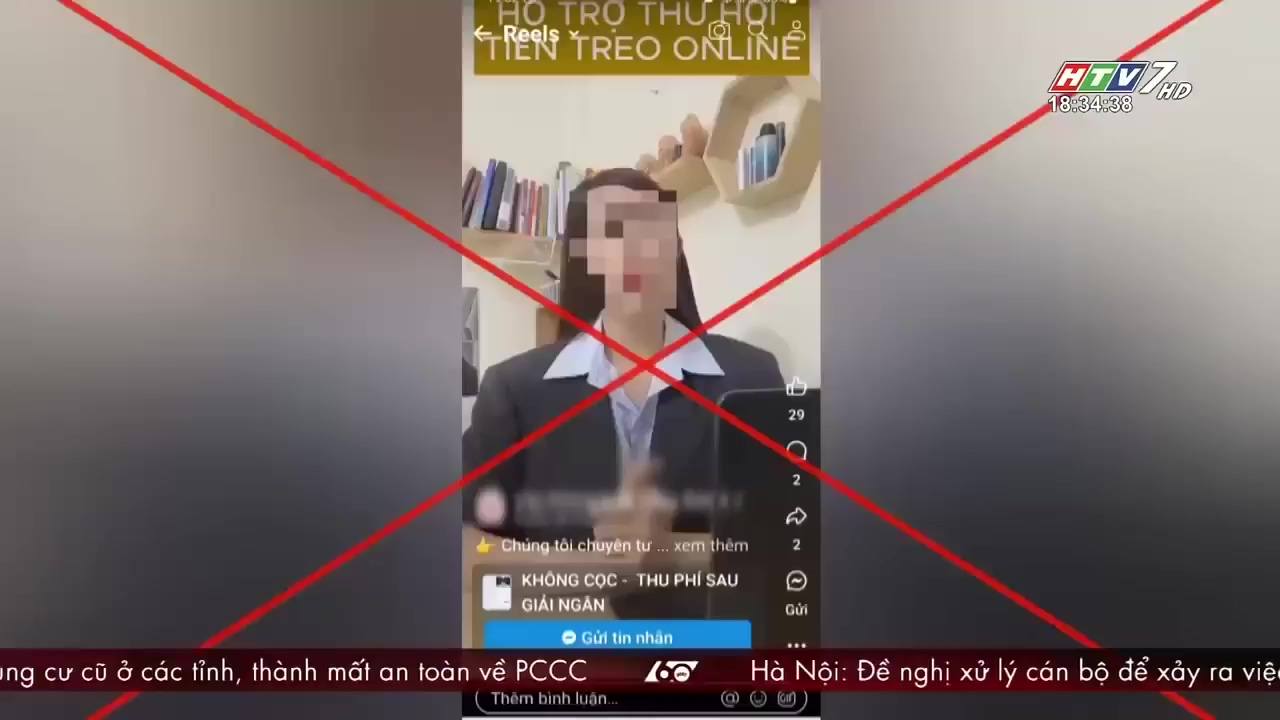 HỖ TRỢ THU HỒI
Reels
TIỀN TREO ONLINE
HTV7 HD
18:34:38
29
2
2
👉 Chúng tôi chuyên tư ... xem thêm
KHÔNG CỌC - THU PHÍ SAU
GIẢI NGÂN
Gửi
Gửi tin nhắn
ung cư cũ ở các tỉnh, thành mất an toàn về PCCC
60 giây
Hà Nội: Đề nghị xử lý cán bộ để xảy ra việc
Thêm bình luận...
GIF